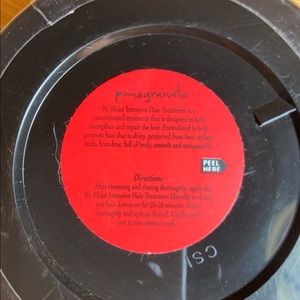 pomogranate
Re Moist Intensive Hair Treatment is a
concentrated treatment that is designed to help
strengthen and repair the hair. Formulated to help
promote hair that is shiny, protected from heat styling
tools, frizz-free, full of body, smooth and manageable.
PEEL
HERE
Directions
After cleansing and rinsing thoroughly, apply the
Re Moist Intensive Hair Treatment liberally to clean
wet hair. Leave on for 20-30 minutes. Rinse
thoroughly and style as desired. Can be used
one to two times a week.